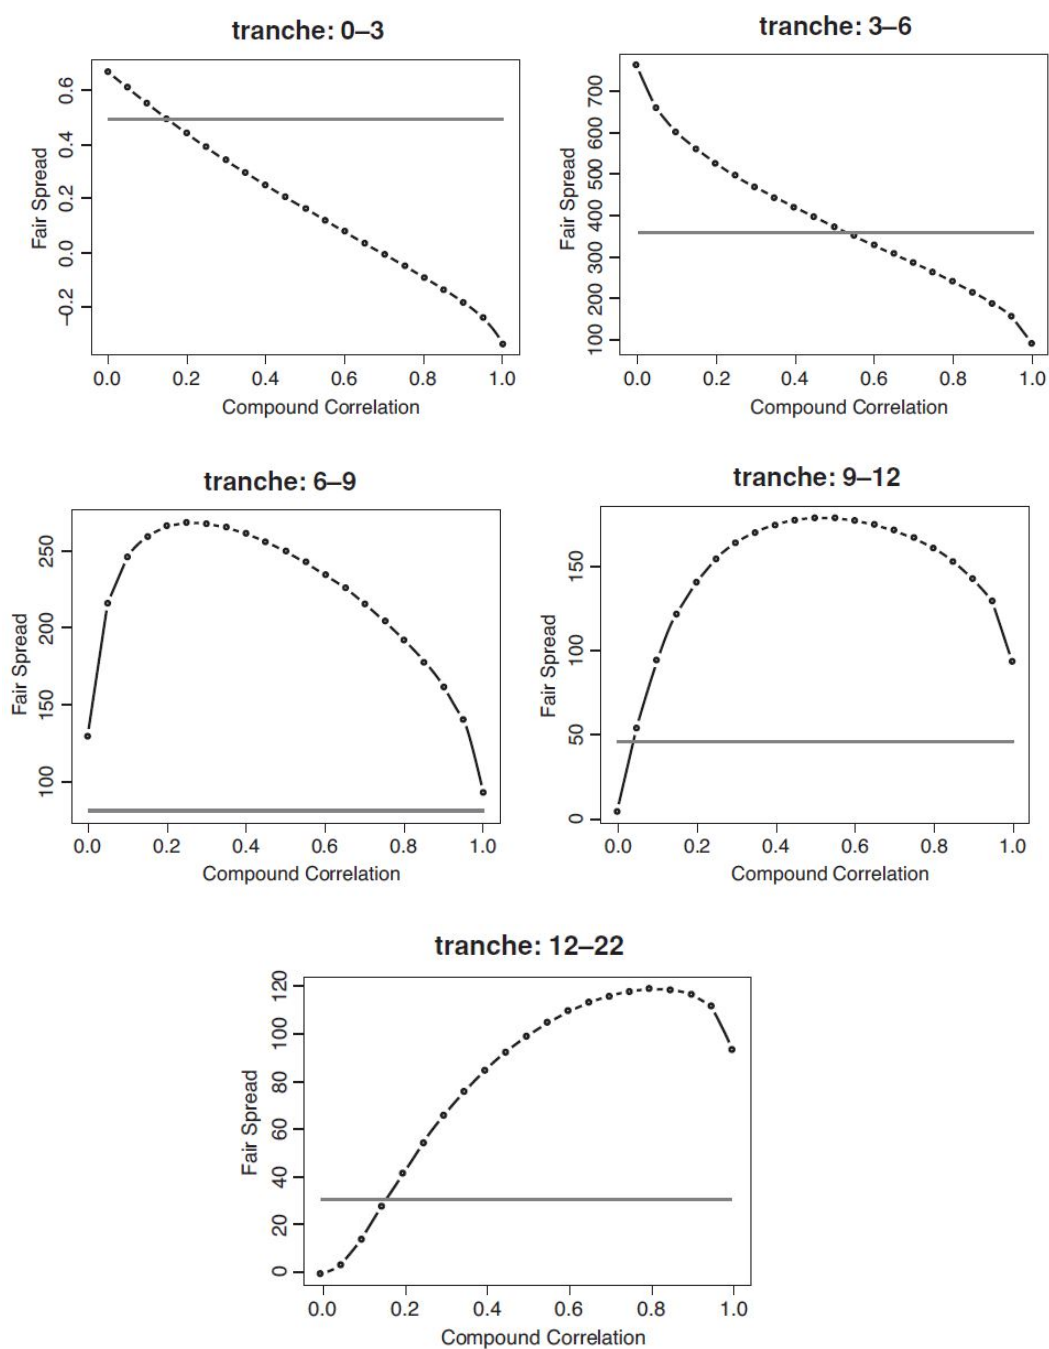 tranche: 0–3
Fair Spread
0.6
0.4
0.2
0.0
−0.2
0.0 0.2 0.4 0.6 0.8 1.0
Compound Correlation
tranche: 3–6
Fair Spread
700
600
500
400
300
200
100
0.0 0.2 0.4 0.6 0.8 1.0
Compound Correlation
tranche: 6–9
Fair Spread
250
200
150
100
0.0 0.2 0.4 0.6 0.8 1.0
Compound Correlation
tranche: 9–12
Fair Spread
150
100
50
0
0.0 0.2 0.4 0.6 0.8 1.0
Compound Correlation
tranche: 12–22
Fair Spread
120
100
80
60
40
20
0
0.0 0.2 0.4 0.6 0.8 1.0
Compound Correlation